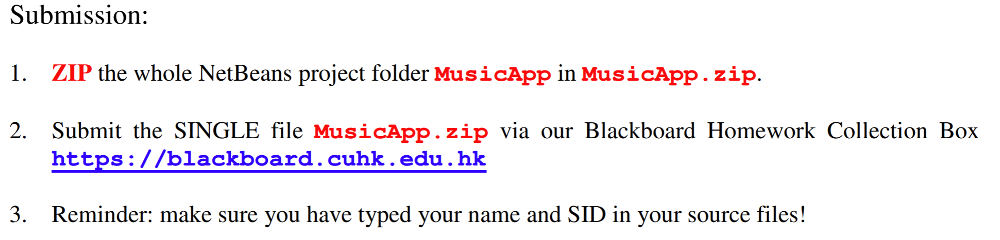 Submission:
1. ZIP the whole NetBeans project folder MusicApp in MusicApp.zip.
2. Submit the SINGLE file MusicApp.zip via our Blackboard Homework Collection Box
https://blackboard.cuhk.edu.hk
3. Reminder: make sure you have typed your name and SID in your source files!